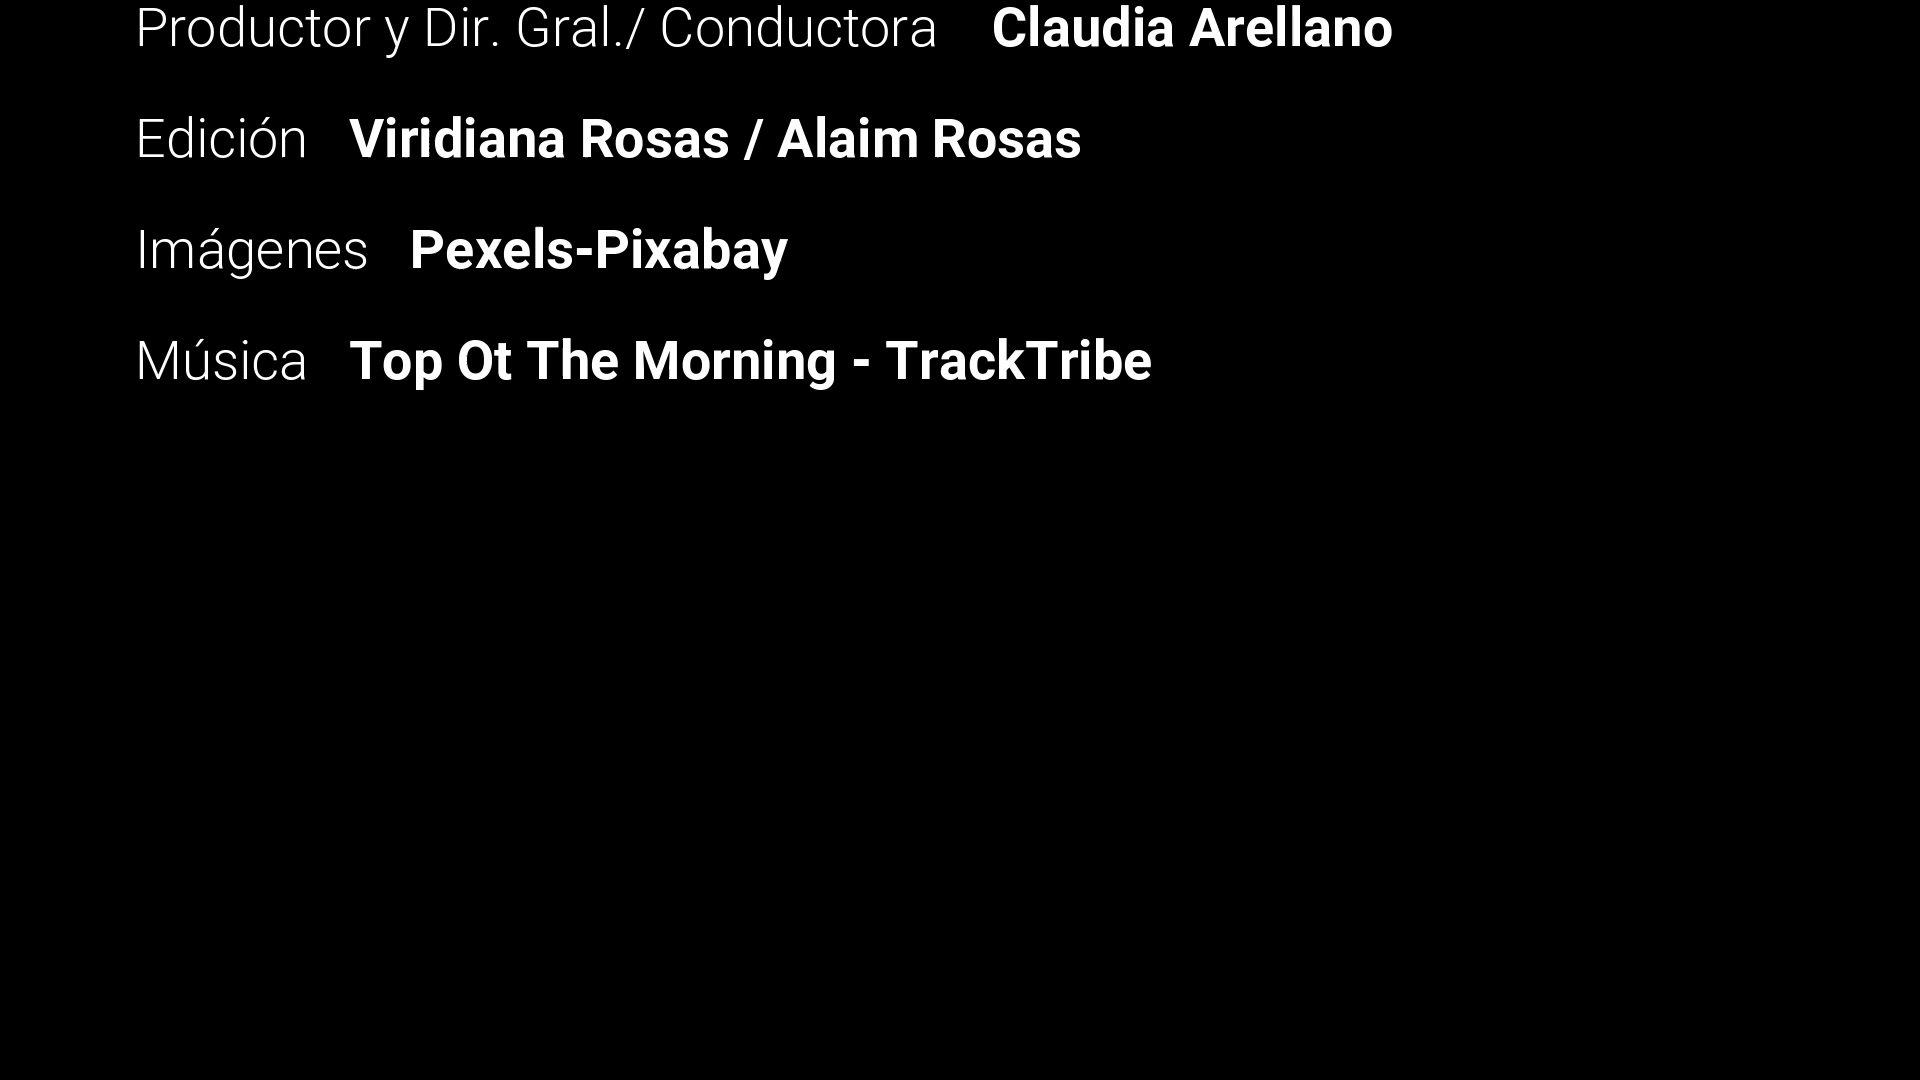 Productor y Dir. Gral./ Conductora Claudia Arellano
Edición Viridiana Rosas / Alaim Rosas
Imágenes Pexels-Pixabay
Música Top Ot The Morning - TrackTribe